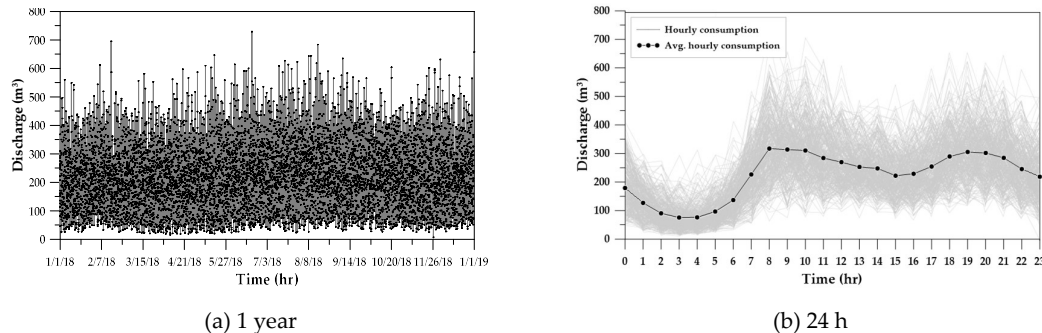 800
700
600
500
400
300
200
100
0
Discharge (m³)
1/1/18 2/7/18 3/15/18 4/21/18 5/27/18 7/3/18 8/8/18 9/14/18 10/20/18 11/26/18 1/1/19
Time (hr)
(a) 1 year
800
700
600
500
400
300
200
100
0
Discharge (m³)
Hourly consumption
Avg. hourly consumption
0 1 2 3 4 5 6 7 8 9 10 11 12 13 14 15 16 17 18 19 20 21 22 23
Time (hr)
(b) 24 h